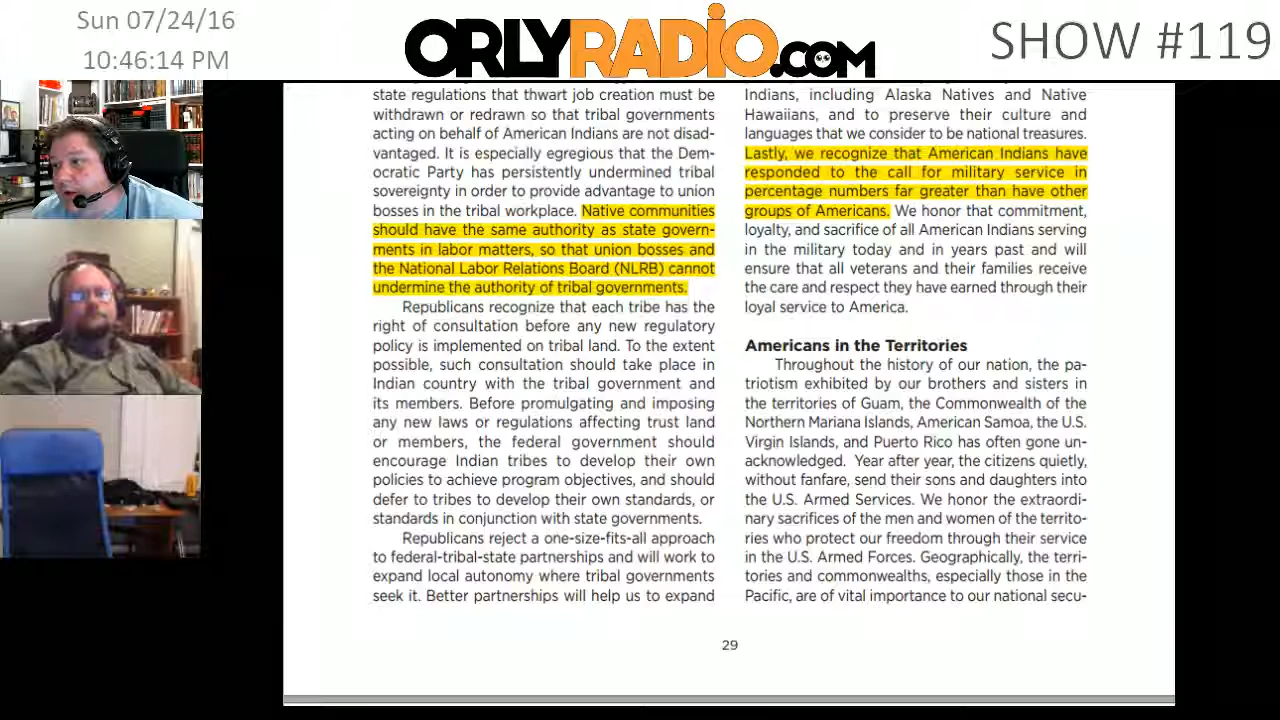 Sun 07/24/16
10:46:14 PM
ORLYRADiO.COM
SHOW #119
state regulations that thwart job creation must be
withdrawn or redrawn so that tribal governments
acting on behalf of American Indians are not disad-
vantaged. It is especially egregious that the Dem-
ocratic Party has persistently undermined tribal
sovereignty in order to provide advantage to union
bosses in the tribal workplace. Native communities
should have the same authority as state govern-
ments in labor matters, so that union bosses and
the National Labor Relations Board (NLRB) cannot
undermine the authority of tribal governments.
Republicans recognize that each tribe has the
right of consultation before any new regulatory
policy is implemented on tribal land. To the extent
possible, such consultation should take place in
Indian country with the tribal government and
its members. Before promulgating and imposing
any new laws or regulations affecting trust land
or members, the federal government should
encourage Indian tribes to develop their own
policies to achieve program objectives, and should
defer to tribes to develop their own standards, or
standards in conjunction with state governments.
Republicans reject a one-size-fits-all approach
to federal-tribal-state partnerships and will work to
expand local autonomy where tribal governments
seek it. Better partnerships will help us to expand
Indians, including Alaska Natives and Native
Hawaiians, and to preserve their culture and
languages that we consider to be national treasures.
Lastly, we recognize that American Indians have
responded to the call for military service in
percentage numbers far greater than have other
groups of Americans. We honor that commitment,
loyalty, and sacrifice of all American Indians serving
in the military today and in years past and will
ensure that all veterans and their families receive
the care and respect they have earned through their
loyal service to America.
Americans in the Territories
Throughout the history of our nation, the pa-
triotism exhibited by our brothers and sisters in
the territories of Guam, the Commonwealth of the
Northern Mariana Islands, American Samoa, the U.S.
Virgin Islands, and Puerto Rico has often gone un-
acknowledged. Year after year, the citizens quietly,
without fanfare, send their sons and daughters into
the U.S. Armed Services. We honor the extraordi-
nary sacrifices of the men and women of the territo-
ries who protect our freedom through their service
in the U.S. Armed Forces. Geographically, the terri-
tories and commonwealths, especially those in the
Pacific, are of vital importance to our national secu-
29